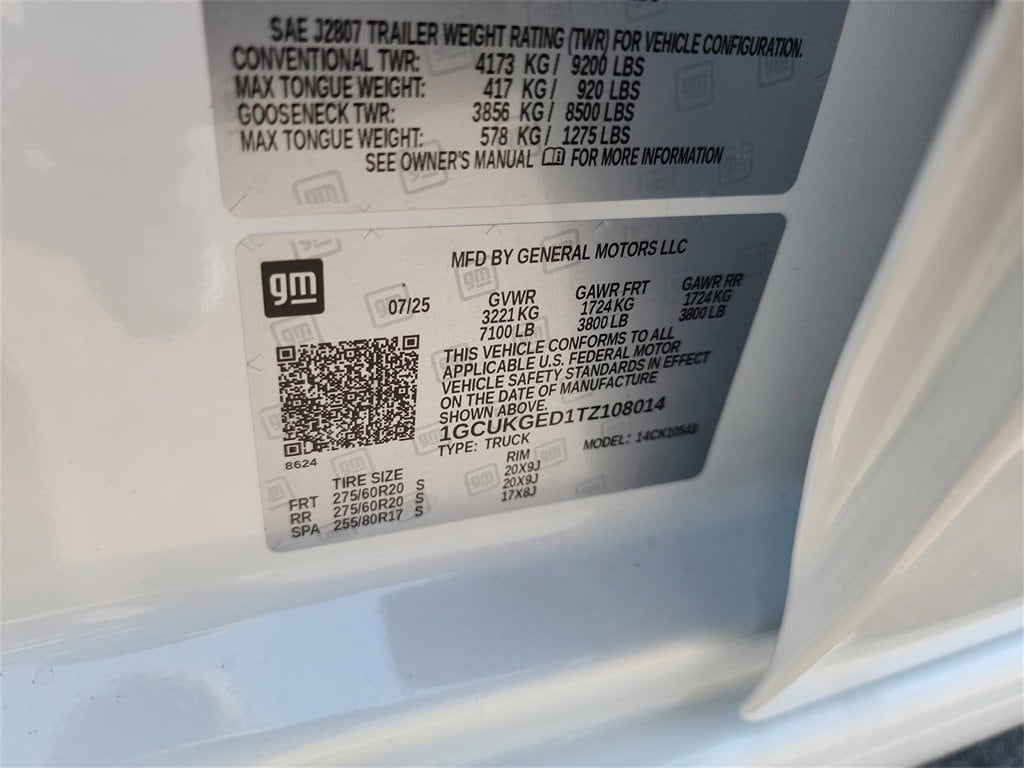 SAE J2807 TRAILER WEIGHT RATING (TWR) FOR VEHICLE CONFIGURATION.
CONVENTIONAL TWR: 4173 KG / 9200 LBS
MAX TONGUE WEIGHT: 417 KG / 920 LBS
GOOSENECK TWR: 3856 KG / 8500 LBS
MAX TONGUE WEIGHT: 578 KG / 1275 LBS
SEE OWNER'S MANUAL FOR MORE INFORMATION
MFD BY GENERAL MOTORS LLC
gm
07/25 GVWR GAWR FRT GAWR RR
3221 KG 1724 KG 1724 KG
7100 LB 3800 LB 3800 LB
THIS VEHICLE CONFORMS TO ALL
APPLICABLE U.S. FEDERAL MOTOR
VEHICLE SAFETY STANDARDS IN EFFECT
ON THE DATE OF MANUFACTURE
SHOWN ABOVE.
1GCUKGED1TZ108014
TYPE: TRUCK MODEL: 14CK10543
8624
TIRE SIZE RIM
FRT 275/60R20 S 20X9J
RR 275/60R20 S 20X9J
SPA 255/80R17 S 17X8J